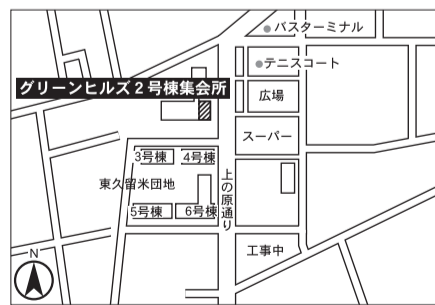 バスターミナル
テニスコート
グリーンヒルズ2号棟集会所
広場
スーパー
3号棟
4号棟
東久留米団地
上の原通り
5号棟
6号棟
工事中
N